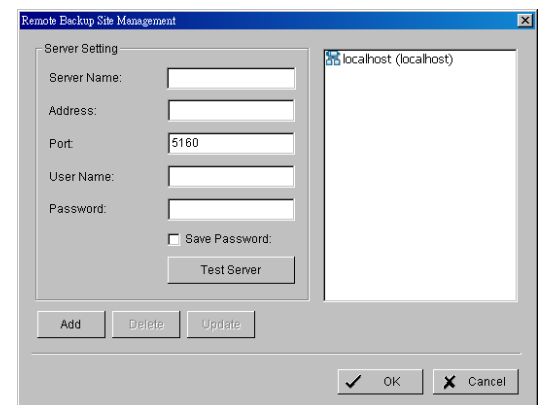 Remote Backup Site Management
Server Setting
Server Name:
Address:
Port: 5160
User Name:
Password:
Save Password:
Test Server
localhost (localhost)
Add Delete Update
OK Cancel